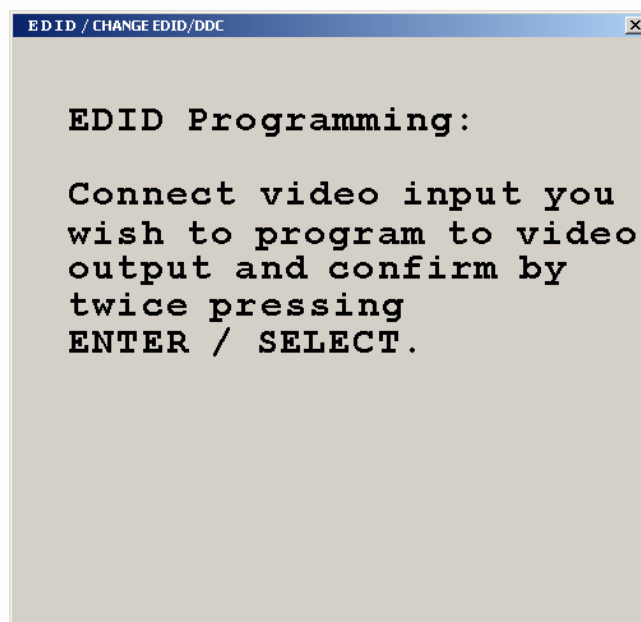 EDID / CHANGE EDID/DDC
EDID Programming:
Connect video input you
wish to program to video
output and confirm by
twice pressing
ENTER / SELECT.